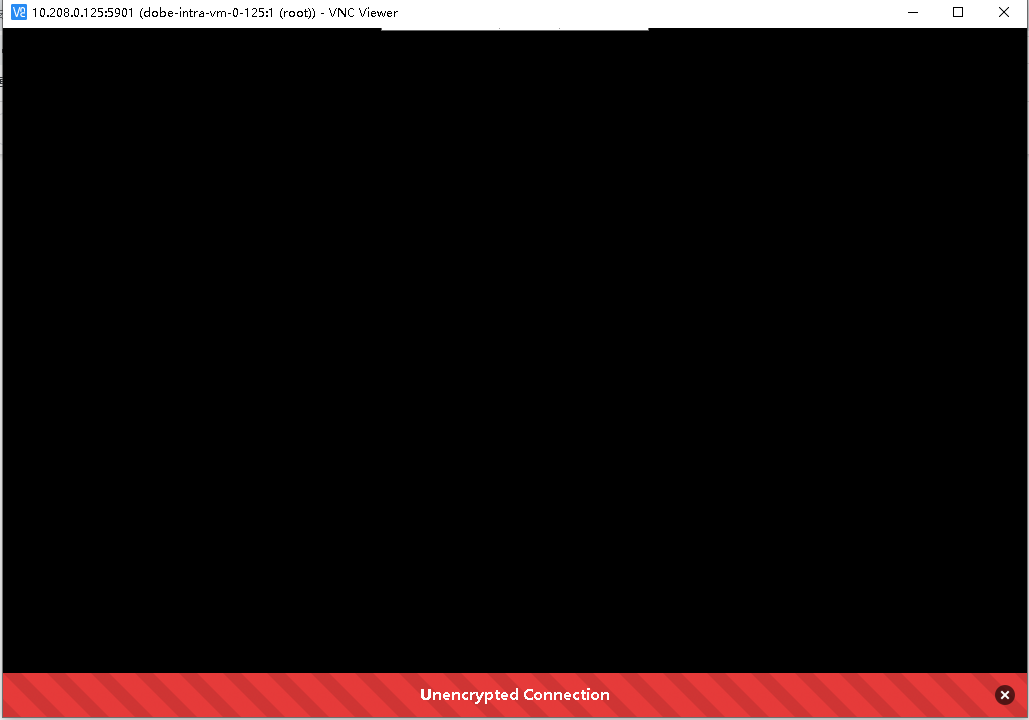 10.208.0.125:5901 (dobe-intra-vm-0-125:1 (root)) - VNC Viewer
Unencrypted Connection